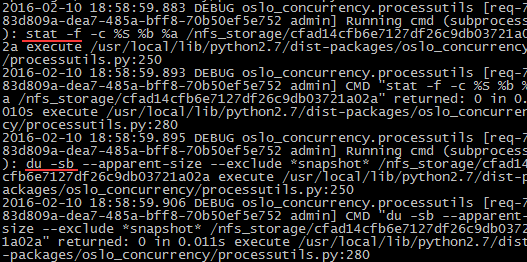 2016-02-10 18:58:59.883 DEBUG oslo_concurrency.processutils [req-7
83d809a-dea7-485a-bff8-70b50ef5e752 admin] Running cmd (subprocess
): stat -f -c %S %b %a /nfs_storage/cfad14cfb6e7127df26c9db03721a0
2a execute /usr/local/lib/python2.7/dist-packages/oslo_concurrency
/processutils.py:250
2016-02-10 18:58:59.893 DEBUG oslo_concurrency.processutils [req-7
83d809a-dea7-485a-bff8-70b50ef5e752 admin] CMD "stat -f -c %S %b %
a /nfs_storage/cfad14cfb6e7127df26c9db03721a02a" returned: 0 in 0.
010s execute /usr/local/lib/python2.7/dist-packages/oslo_concurren
cy/processutils.py:280
2016-02-10 18:58:59.895 DEBUG oslo_concurrency.processutils [req-7
83d809a-dea7-485a-bff8-70b50ef5e752 admin] Running cmd (subprocess
): du -sb --apparent-size --exclude *snapshot* /nfs_storage/cfad14
cfb6e7127df26c9db03721a02a execute /usr/local/lib/python2.7/dist-p
ackages/oslo_concurrency/processutils.py:250
2016-02-10 18:58:59.906 DEBUG oslo_concurrency.processutils [req-7
83d809a-dea7-485a-bff8-70b50ef5e752 admin] CMD "du -sb --apparent-
size --exclude *snapshot* /nfs_storage/cfad14cfb6e7127df26c9db0372
1a02a" returned: 0 in 0.011s execute /usr/local/lib/python2.7/dist
-packages/oslo_concurrency/processutils.py:280